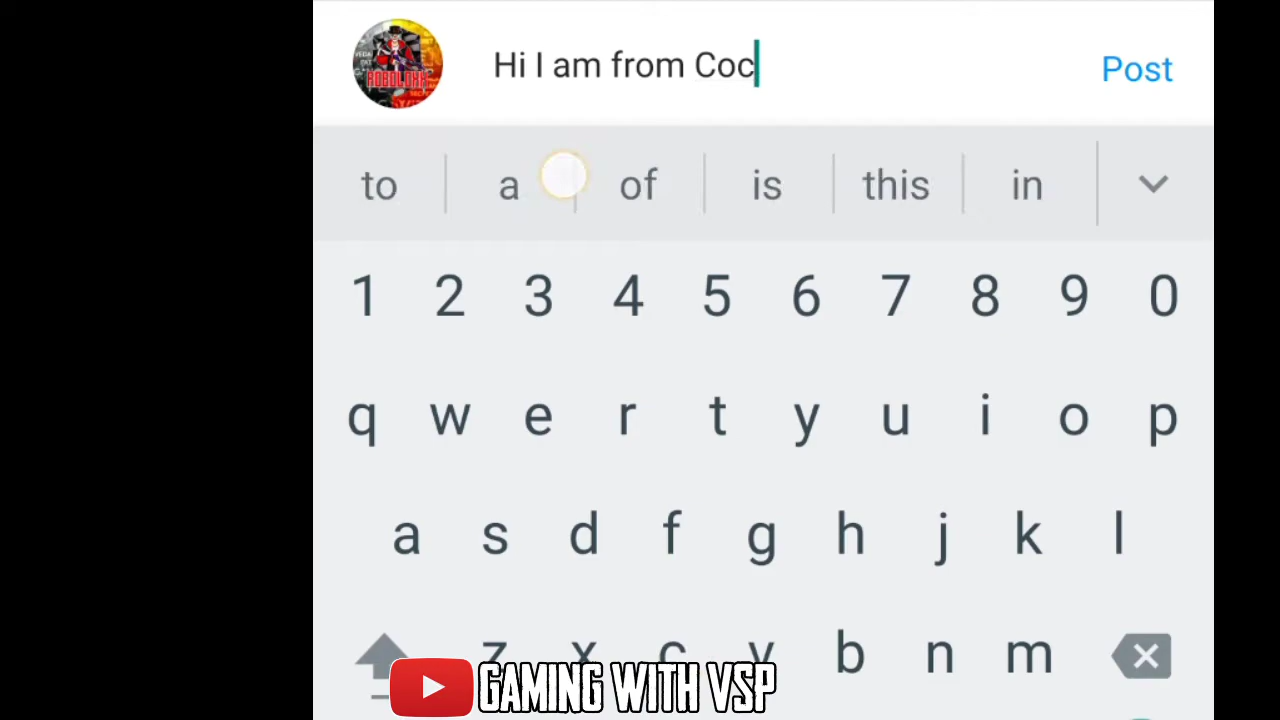 ROBOLOXX
Hi I am from Coc
Post
to a of is this in
1 2 3 4 5 6 7 8 9 0
q w e r t y u i o p
a s d f g h j k l
z x c v b n m
GAMING WITH VSP